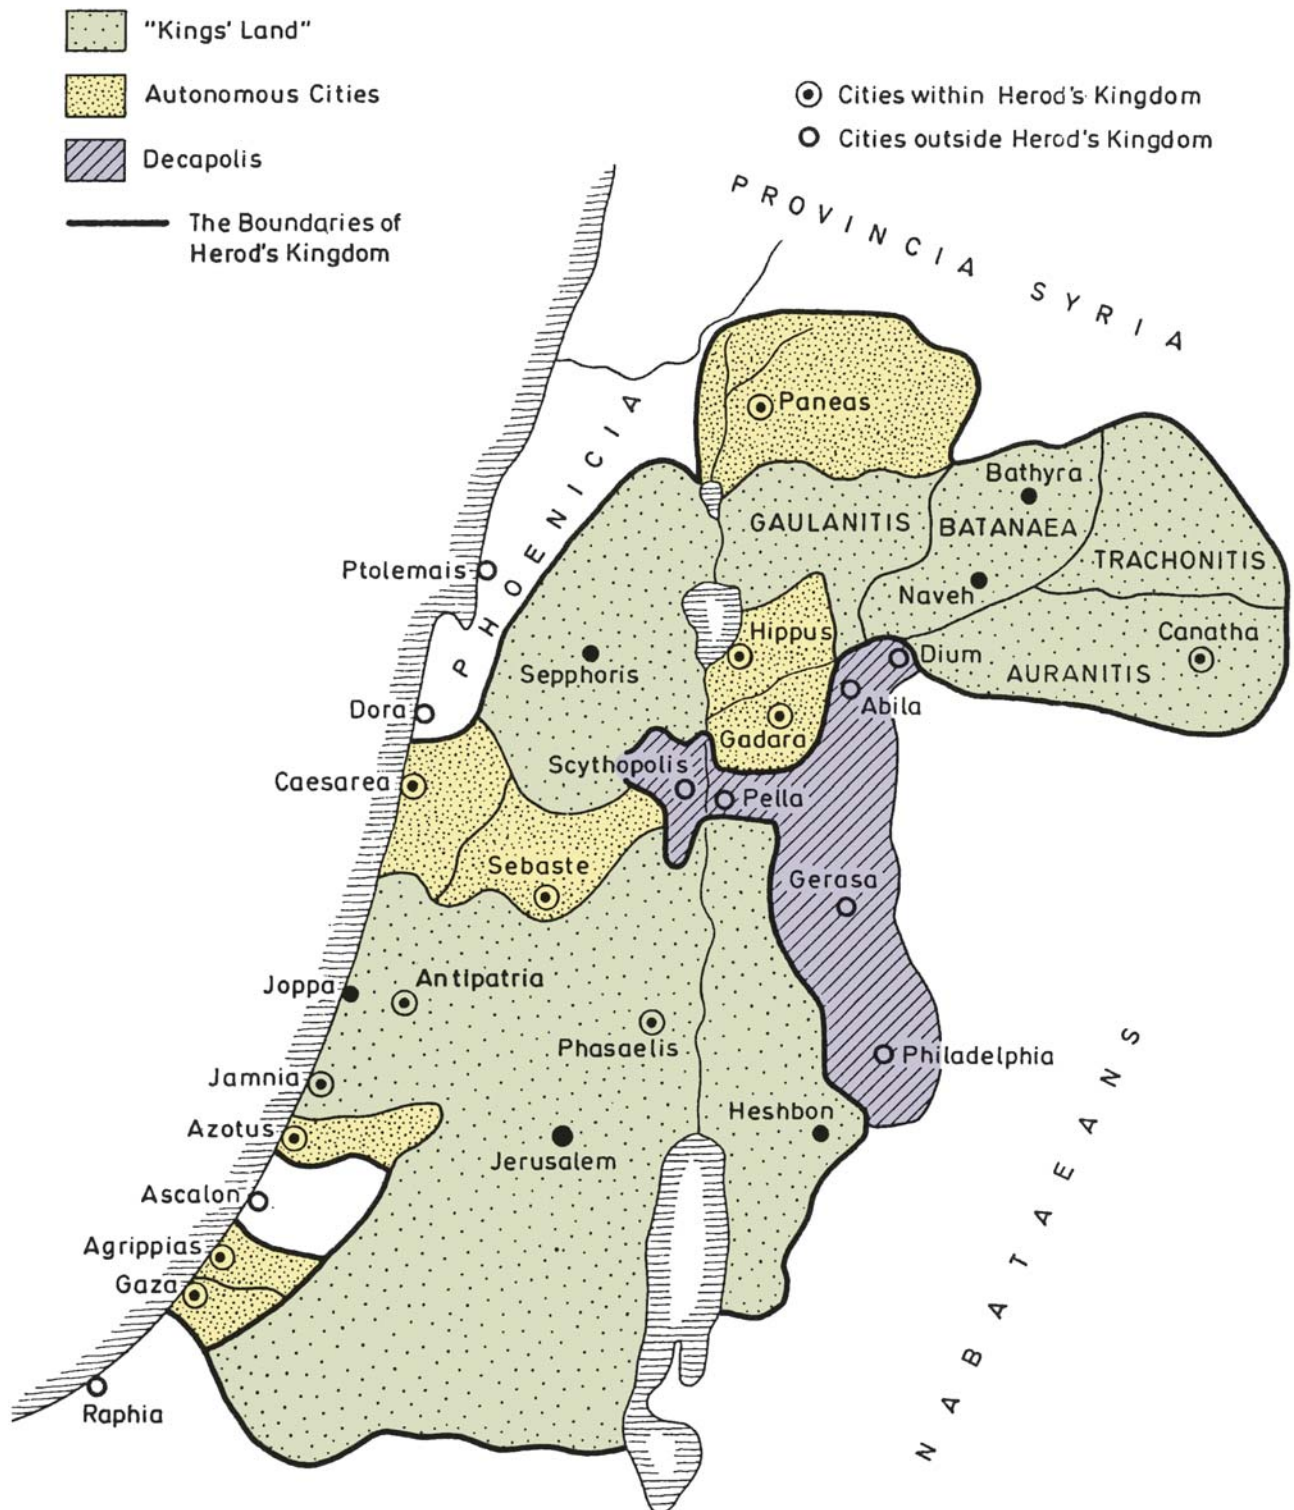 "Kings' Land"
Autonomous Cities
Decapolis
The Boundaries of
Herod's Kingdom
Cities within Herod's Kingdom
Cities outside Herod's Kingdom
PROVINCIA SYRIA
PHOENICIA
Paneas
Bathyra
GAULANITIS
BATANAEA
TRACHONITIS
Ptolemais
Naveh
Hippus
Canatha
Dium
Sepphoris
AURANITIS
Abila
Dora
Gadara
Scythopolis
Caesarea
Pella
Sebaste
Gerasa
Antipatria
Joppa
Phasaelis
Philadelphia
Jamnia
Heshbon
Azotus
Jerusalem
Ascalon
Agrippias
Gaza
NABATAEANS
Raphia